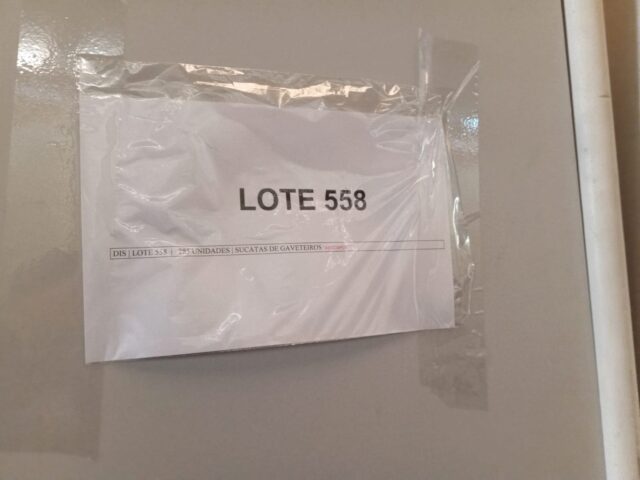 LOTE 558
DIS | LOTE 558 | UNIDADES | SUCATAS DE GAVETEIROS